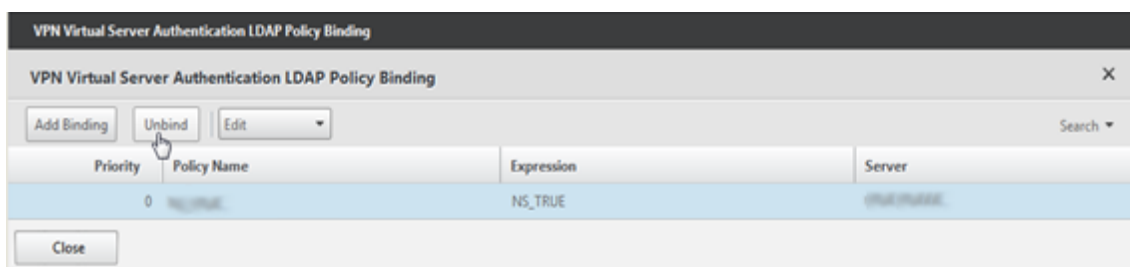 VPN Virtual Server Authentication LDAP Policy Binding
VPN Virtual Server Authentication LDAP Policy Binding
Add Binding Unbind Edit Search
Priority Policy Name Expression Server
0 NS_TRUE
Close